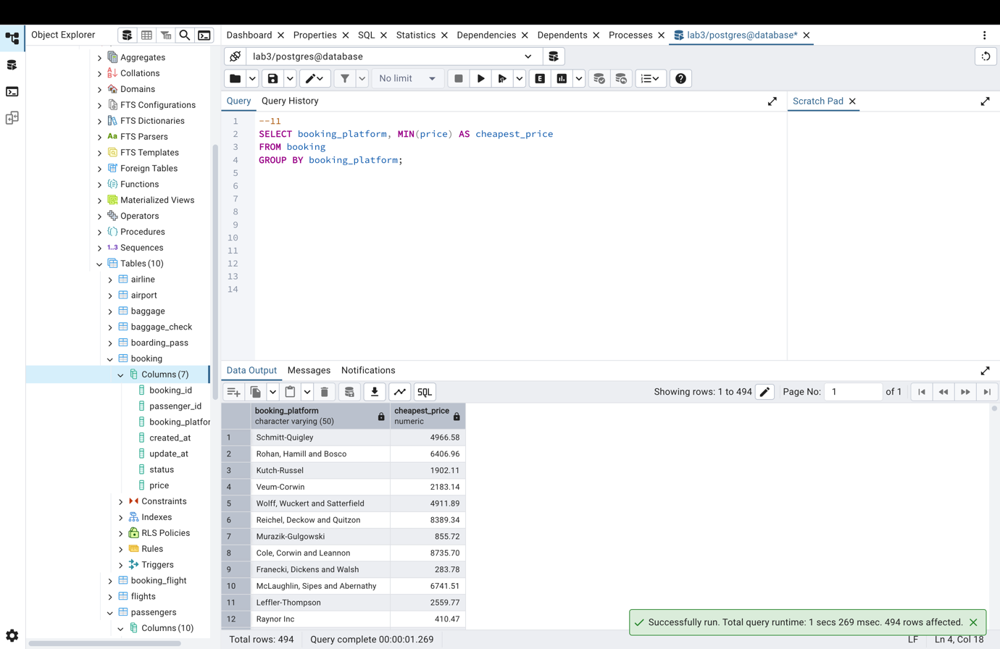 Object Explorer
Dashboard
Properties
SQL
Statistics
Dependencies
Dependents
Processes
lab3/postgres@database*
Aggregates
Collations
Domains
FTS Configurations
FTS Dictionaries
FTS Parsers
FTS Templates
Foreign Tables
Functions
Materialized Views
Operators
Procedures
1..3 Sequences
Tables (10)
airline
airport
baggage
baggage_check
boarding_pass
booking
Columns (7)
booking_id
passenger_id
booking_platfor
created_at
update_at
status
price
Constraints
Indexes
RLS Policies
Rules
Triggers
booking_flight
flights
passengers
Columns (10)
lab3/postgres@database
No limit
Query
Query History
Scratch Pad
1 --11
2 SELECT booking_platform, MIN(price) AS cheapest_price
3 FROM booking
4 GROUP BY booking_platform;
5
6
7
8
9
10
11
12
13
14
Data Output
Messages
Notifications
SQL
Showing rows: 1 to 494
Page No: 1 of 1
booking_platform cheapest_price
character varying (50) numeric
1 Schmitt-Quigley 4966.58
2 Rohan, Hamill and Bosco 6406.96
3 Kutch-Russel 1902.11
4 Veum-Corwin 2183.14
5 Wolff, Wuckert and Satterfield 4911.89
6 Reichel, Deckow and Quitzon 8389.34
7 Murazik-Gulgowski 855.72
8 Cole, Corwin and Leannon 8735.70
9 Franecki, Dickens and Walsh 283.78
10 McLaughlin, Sipes and Abernathy 6741.51
11 Leffler-Thompson 2559.77
12 Raynor Inc 410.47
Successfully run. Total query runtime: 1 secs 269 msec. 494 rows affected.
Total rows: 494
Query complete 00:00:01.269
LF
Ln 4, Col 18